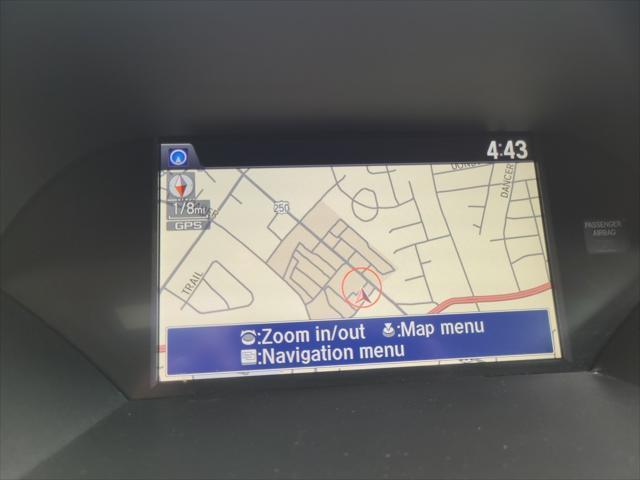 4:43
DANCER
250
1/8mi
GPS
PASSENGER
AIRBAG
TRAIL
:Zoom in/out :Map menu
:Navigation menu